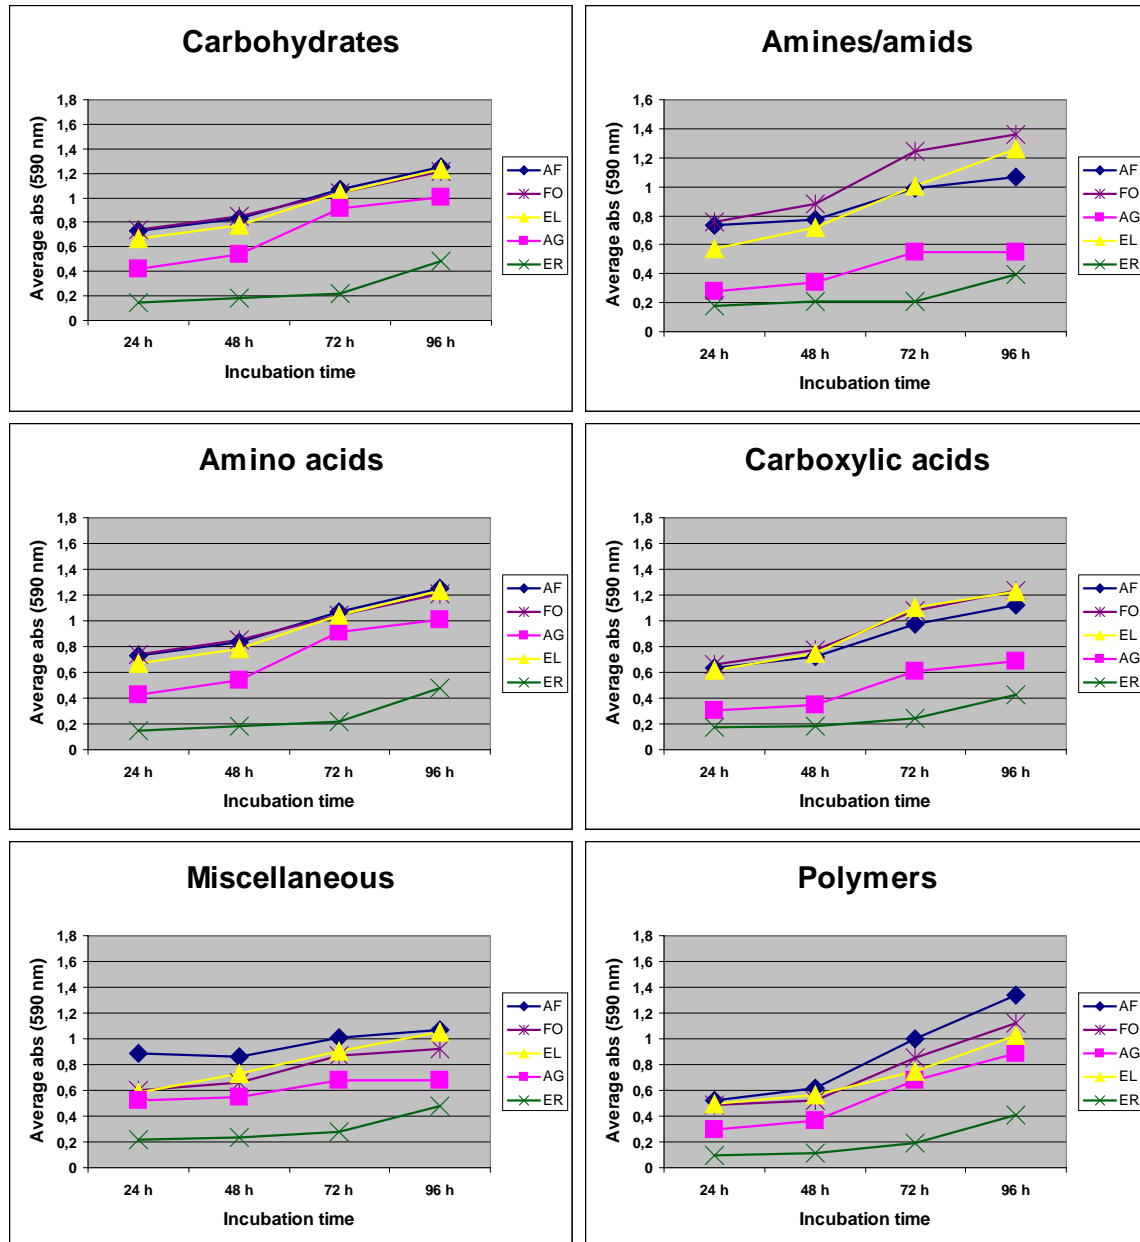 Carbohydrates
Average abs (590 nm)
1,8
1,6
1,4
1,2
1
0,8
0,6
0,4
0,2
0
24 h 48 h 72 h 96 h
Incubation time
AF
FO
EL
AG
ER
Amines/amids
Average abs (590 nm)
1,6
1,4
1,2
1
0,8
0,6
0,4
0,2
0
24 h 48 h 72 h 96 h
Incubation time
AF
FO
AG
EL
ER
Amino acids
Average abs (590 nm)
1,8
1,6
1,4
1,2
1
0,8
0,6
0,4
0,2
0
24 h 48 h 72 h 96 h
Incubation time
AF
FO
AG
EL
ER
Carboxylic acids
Average abs (590 nm)
1,8
1,6
1,4
1,2
1
0,8
0,6
0,4
0,2
0
24 h 48 h 72 h 96 h
Incubation time
AF
FO
EL
AG
ER
Miscellaneous
Average abs (590 nm)
1,8
1,6
1,4
1,2
1
0,8
0,6
0,4
0,2
0
24 h 48 h 72 h 96 h
Incubation time
AF
FO
EL
AG
ER
Polymers
Average abs (590 nm)
1,8
1,6
1,4
1,2
1
0,8
0,6
0,4
0,2
0
24 h 48 h 72 h 96 h
Incubation time
AF
FO
AG
EL
ER